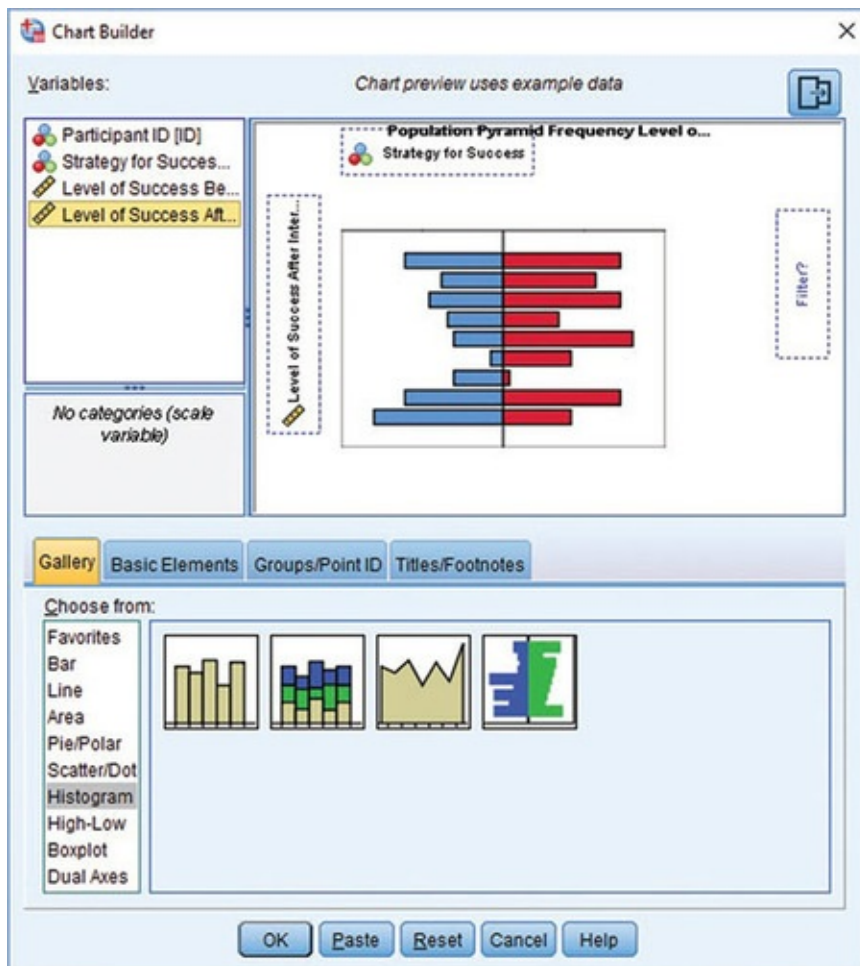 Chart Builder
Variables:
Chart preview uses example data
Participant ID [ID]
Strategy for Succes...
Level of Success Be...
Level of Success Aft...
No categories (scale
variable)
Population Pyramid Frequency Level o...
Strategy for Success
Level of Success After Inter...
Filter?
Gallery
Basic Elements
Groups/Point ID
Titles/Footnotes
Choose from:
Favorites
Bar
Line
Area
Pie/Polar
Scatter/Dot
Histogram
High-Low
Boxplot
Dual Axes
OK
Paste
Reset
Cancel
Help